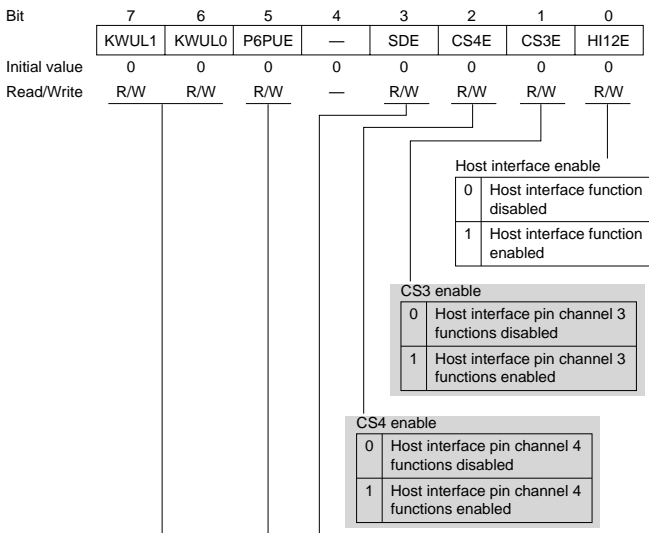 Bit 7 6 5 4 3 2 1 0
KWUL1 KWUL0 P6PUE — SDE CS4E CS3E HI12E
Initial value 0 0 0 0 0 0 0 0
Read/Write R/W R/W R/W — R/W R/W R/W R/W
Host interface enable
0 Host interface function
disabled
1 Host interface function
enabled
CS3 enable
0 Host interface pin channel 3
functions disabled
1 Host interface pin channel 3
functions enabled
CS4 enable
0 Host interface pin channel 4
functions disabled
1 Host interface pin channel 4
functions enabled